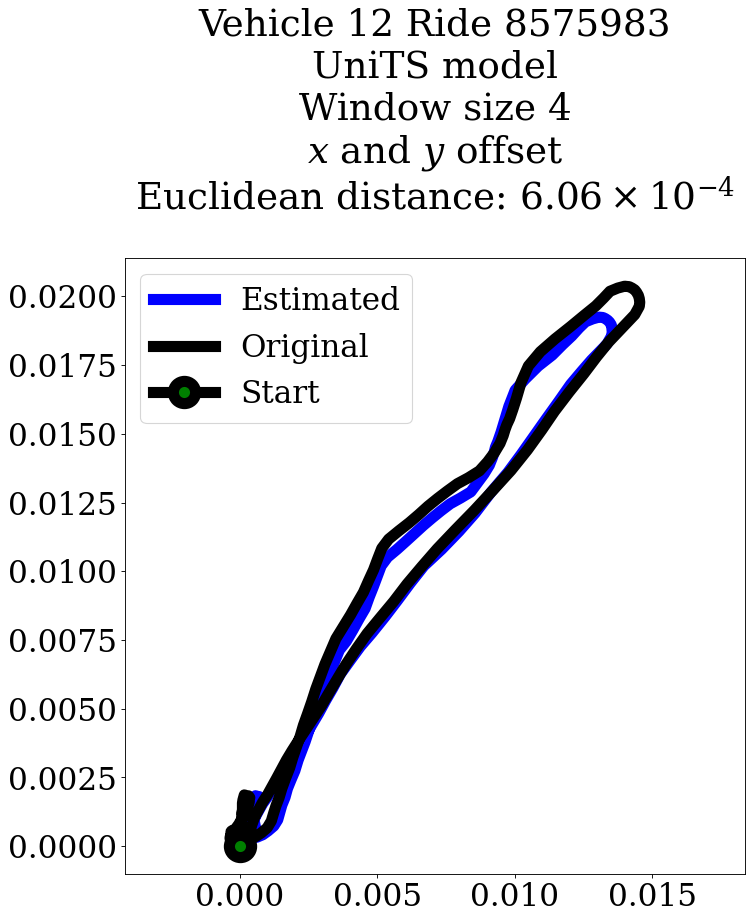 Vehicle 12 Ride 8575983
UniTS model
Window size 4
x and y offset
Euclidean distance: 6.06 × 10⁻⁴
Estimated
Original
Start
0.0200
0.0175
0.0150
0.0125
0.0100
0.0075
0.0050
0.0025
0.0000
0.000 0.005 0.010 0.015